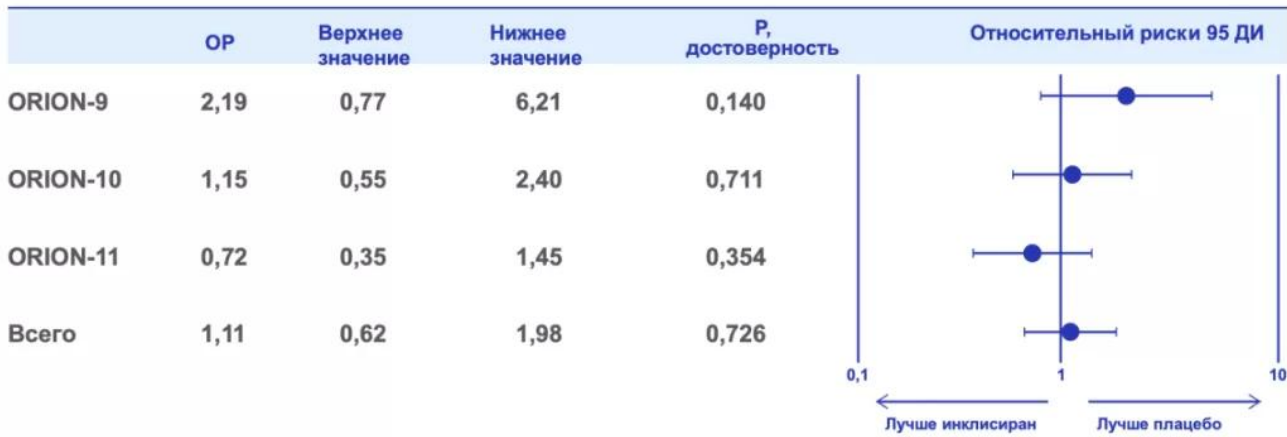 ОР Верхнее значение Нижнее значение Р, достоверность Относительный риски 95 ДИ
ORION-9 2,19 0,77 6,21 0,140
ORION-10 1,15 0,55 2,40 0,711
ORION-11 0,72 0,35 1,45 0,354
Всего 1,11 0,62 1,98 0,726
0,1 1 10
Лучше инклисиран Лучше плацебо